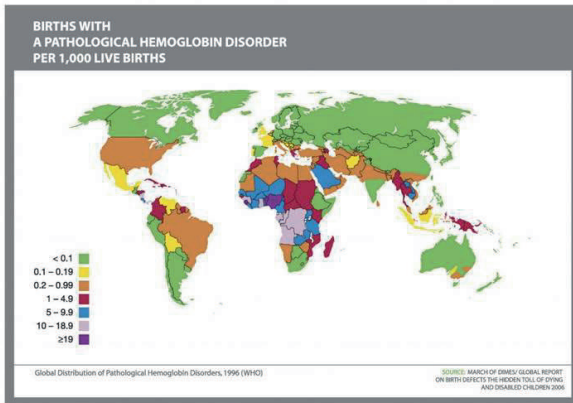 BIRTHS WITH
A PATHOLOGICAL HEMOGLOBIN DISORDER
PER 1,000 LIVE BIRTHS
< 0.1
0.1 – 0.19
0.2 – 0.99
1 – 4.9
5 – 9.9
10 – 18.9
≥19
Global Distribution of Pathological Hemoglobin Disorders, 1996 (WHO)
SOURCE: MARCH OF DIMES/ GLOBAL REPORT
ON BIRTH DEFECTS THE HIDDEN TOLL OF DYING
AND DISABLED CHILDREN 2006